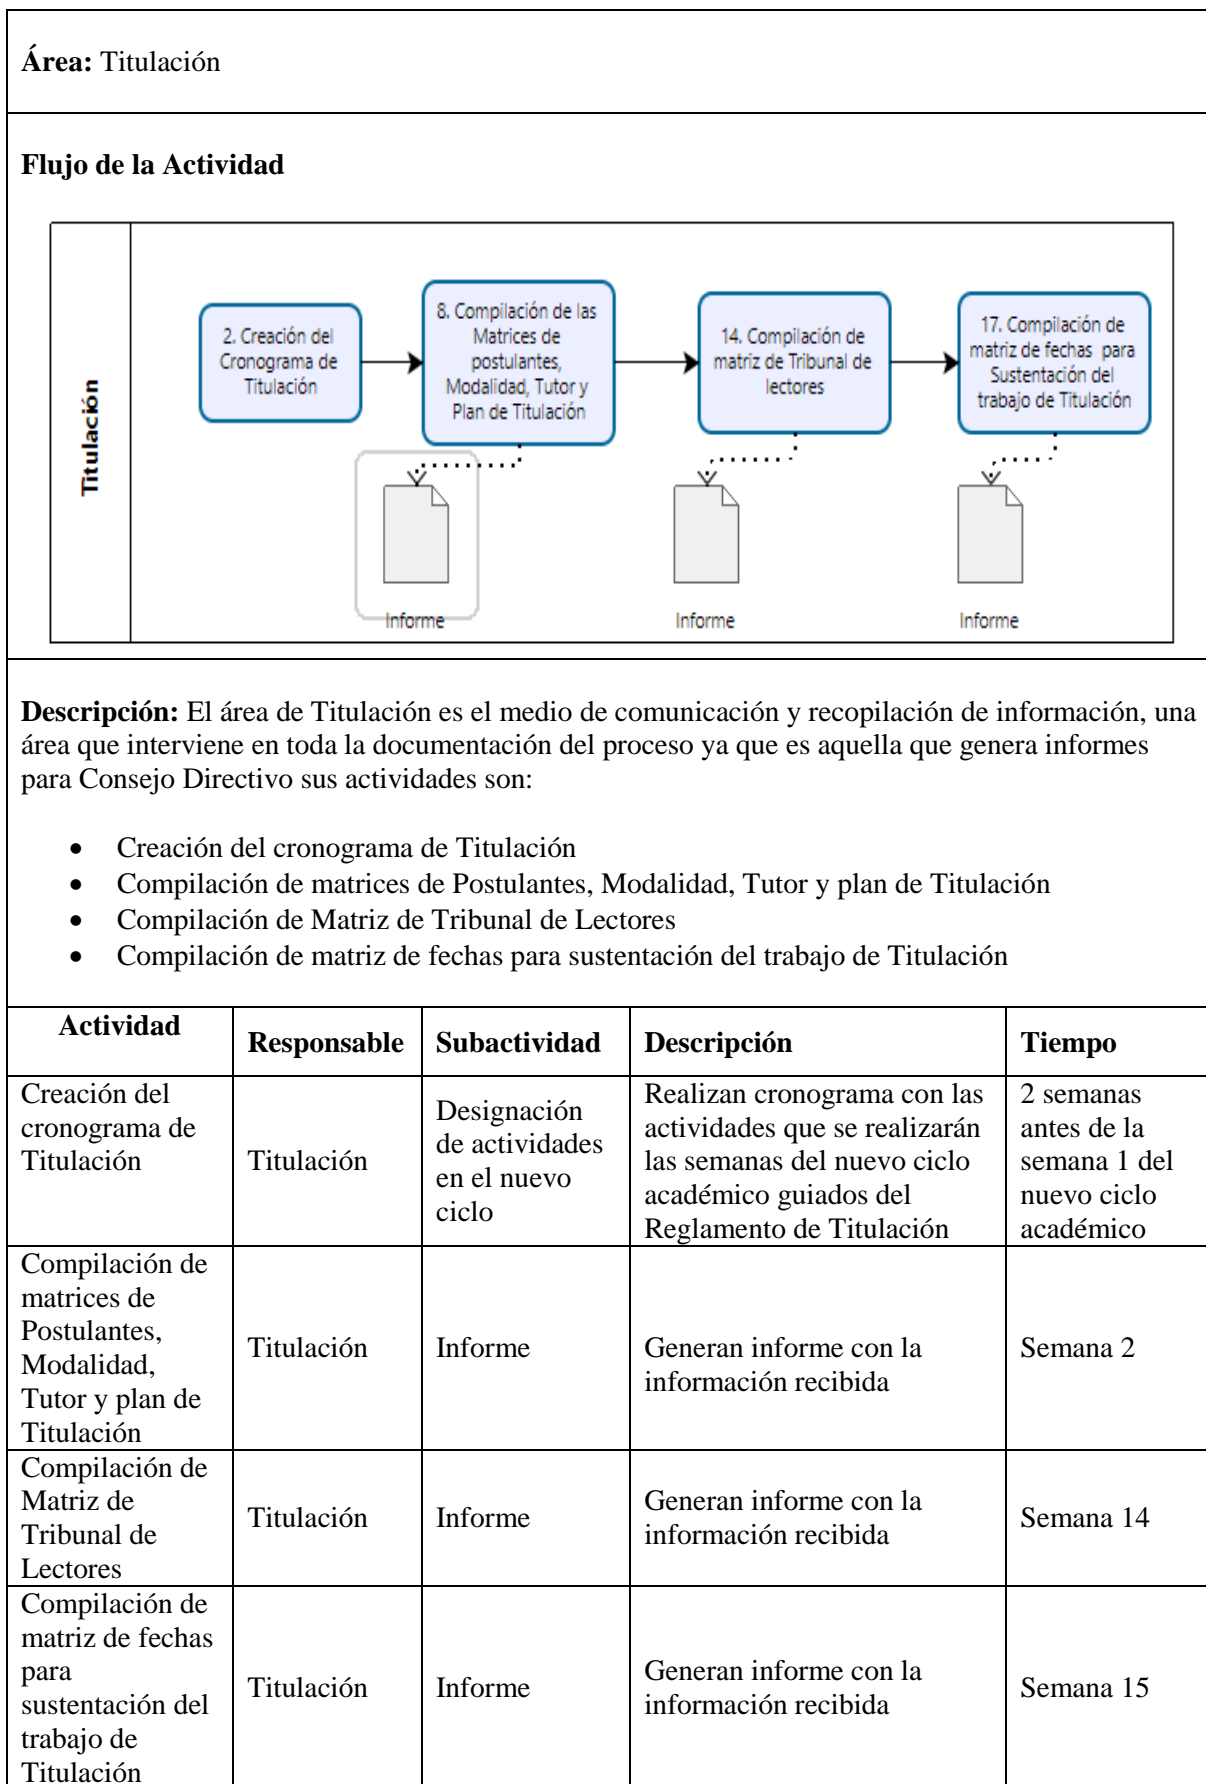 Área: Titulación
Flujo de la Actividad
Titulación
2. Creación del
Cronograma de
Titulación
8. Compilación de las
Matrices de
postulantes,
Modalidad, Tutor y
Plan de Titulación
14. Compilación de
matriz de Tribunal de
lectores
17. Compilación de
matriz de fechas para
Sustentación del
trabajo de Titulación
Informe
Informe
Informe
Descripción: El área de Titulación es el medio de comunicación y recopilación de información, una
área que interviene en toda la documentación del proceso ya que es aquella que genera informes
para Consejo Directivo sus actividades son:
• Creación del cronograma de Titulación
• Compilación de matrices de Postulantes, Modalidad, Tutor y plan de Titulación
• Compilación de Matriz de Tribunal de Lectores
• Compilación de matriz de fechas para sustentación del trabajo de Titulación
Actividad
Responsable
Subactividad
Descripción
Tiempo
Creación del
cronograma de
Titulación
Titulación
Designación
de actividades
en el nuevo
ciclo
Realizan cronograma con las
actividades que se realizarán
las semanas del nuevo ciclo
académico guiados del
Reglamento de Titulación
2 semanas
antes de la
semana 1 del
nuevo ciclo
académico
Compilación de
matrices de
Postulantes,
Modalidad,
Tutor y plan de
Titulación
Titulación
Informe
Generan informe con la
información recibida
Semana 2
Compilación de
Matriz de
Tribunal de
Lectores
Titulación
Informe
Generan informe con la
información recibida
Semana 14
Compilación de
matriz de fechas
para
sustentación del
trabajo de
Titulación
Titulación
Informe
Generan informe con la
información recibida
Semana 15